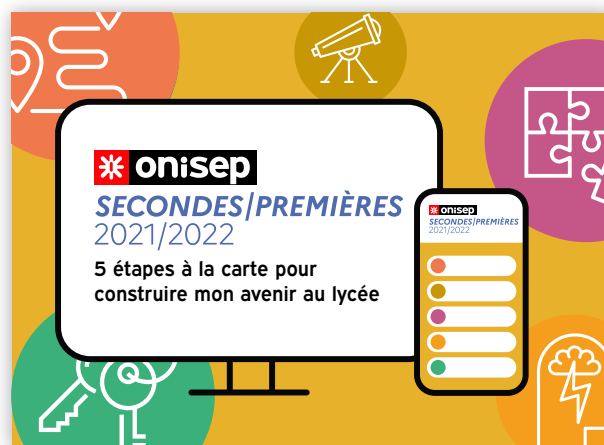 onisep
SECONDES/PREMIÈRES
2021/2022
5 étapes à la carte pour
construire mon avenir au lycée
onisep
SECONDES/PREMIÈRES
2021/2022